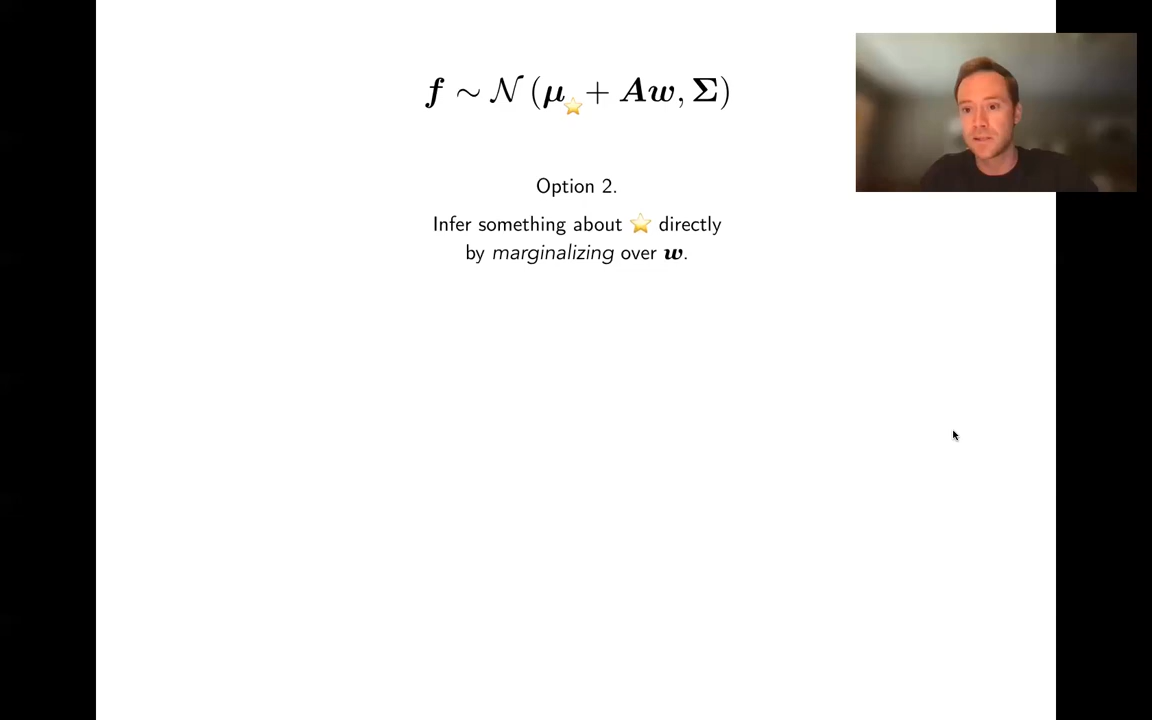 f ∼ 𝒩 (μ⭐ + Aw, Σ)
Option 2.
Infer something about ⭐ directly
by marginalizing over w.